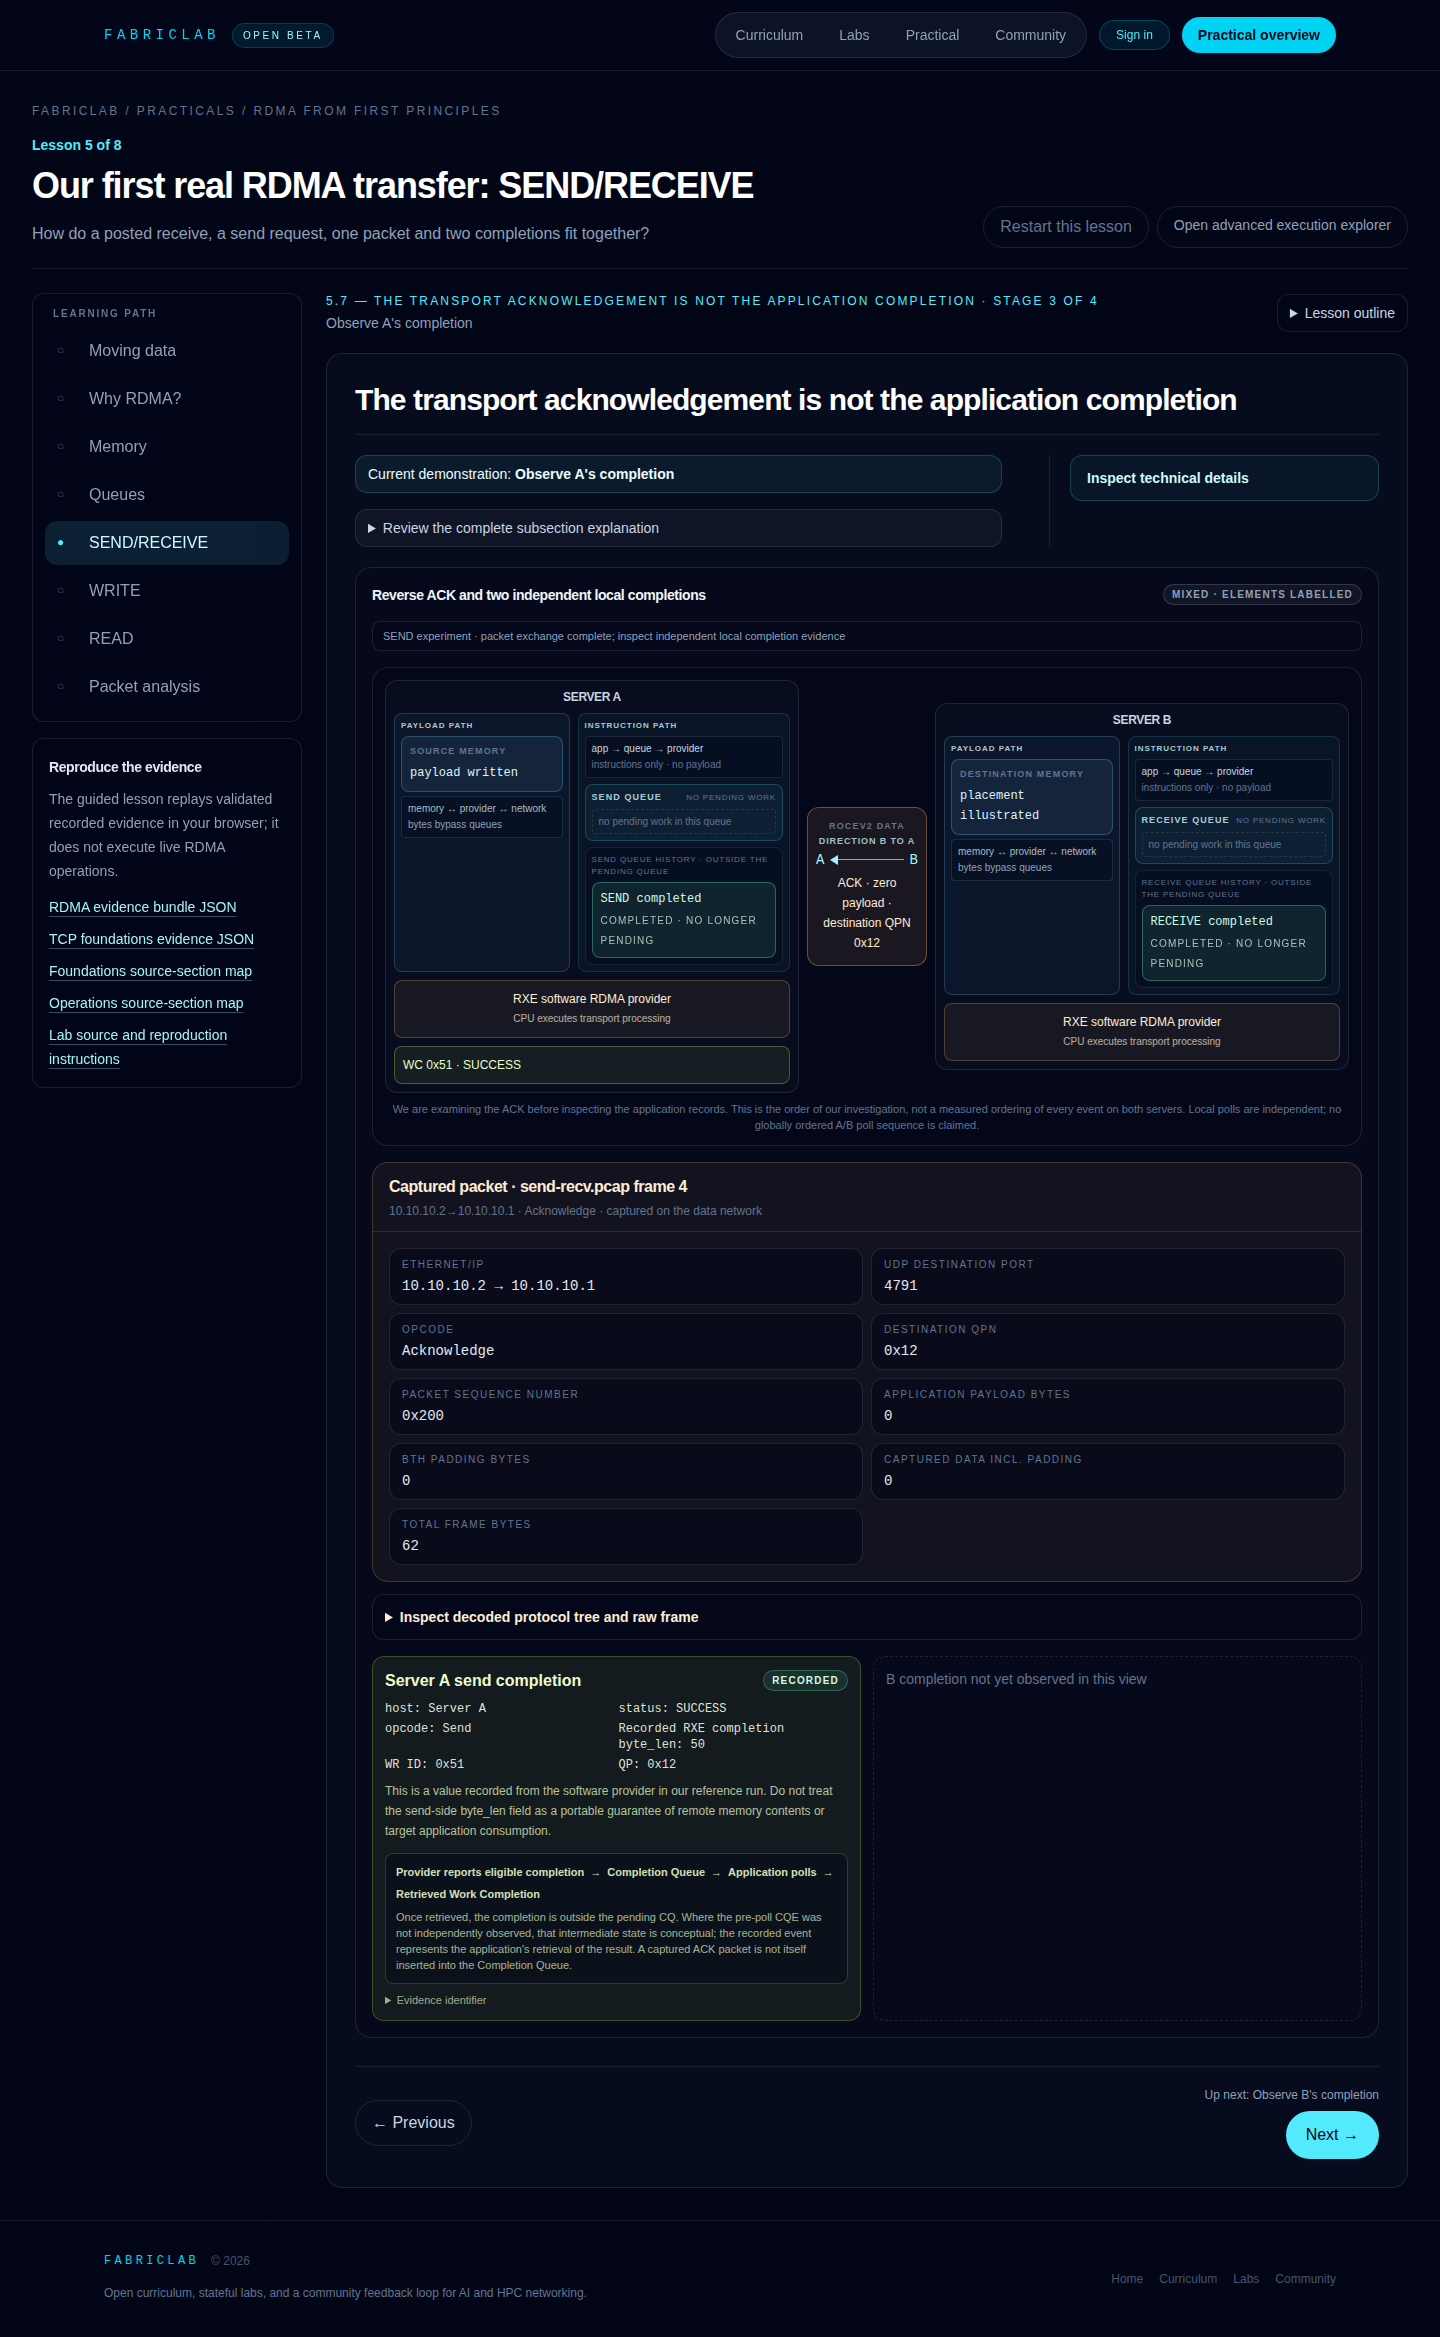 FABRICLAB OPEN BETA Curriculum Labs Practical Community Sign in Practical overview
FABRICLAB / PRACTICALS / RDMA FROM FIRST PRINCIPLES
Lesson 5 of 8
Our first real RDMA transfer: SEND/RECEIVE
How do a posted receive, a send request, one packet and two completions fit together?
Restart this lesson
Open advanced execution explorer
LEARNING PATH
○ Moving data
○ Why RDMA?
○ Memory
○ Queues
● SEND/RECEIVE
○ WRITE
○ READ
○ Packet analysis
Reproduce the evidence
The guided lesson replays validated
recorded evidence in your browser; it
does not execute live RDMA
operations.
RDMA evidence bundle JSON
TCP foundations evidence JSON
Foundations source-section map
Operations source-section map
Lab source and reproduction
instructions
5.7 — THE TRANSPORT ACKNOWLEDGEMENT IS NOT THE APPLICATION COMPLETION · STAGE 3 OF 4
Observe A's completion
▶ Lesson outline
The transport acknowledgement is not the application completion
Current demonstration: Observe A's completion
▶ Review the complete subsection explanation
Inspect technical details
Reverse ACK and two independent local completions
MIXED · ELEMENTS LABELLED
SEND experiment · packet exchange complete; inspect independent local completion evidence
SERVER A
PAYLOAD PATH
SOURCE MEMORY
payload written
memory ↔ provider ↔ network
bytes bypass queues
INSTRUCTION PATH
app → queue → provider
instructions only · no payload
SEND QUEUE NO PENDING WORK
no pending work in this queue
SEND QUEUE HISTORY · OUTSIDE THE
PENDING QUEUE
SEND completed
COMPLETED · NO LONGER
PENDING
RXE software RDMA provider
CPU executes transport processing
WC 0x51 · SUCCESS
ROCEV2 DATA
DIRECTION B TO A
A ◀ B
ACK · zero
payload ·
destination QPN
0x12
SERVER B
PAYLOAD PATH
DESTINATION MEMORY
placement
illustrated
memory ↔ provider ↔ network
bytes bypass queues
INSTRUCTION PATH
app → queue → provider
instructions only · no payload
RECEIVE QUEUE NO PENDING WORK
no pending work in this queue
RECEIVE QUEUE HISTORY · OUTSIDE
THE PENDING QUEUE
RECEIVE completed
COMPLETED · NO LONGER
PENDING
RXE software RDMA provider
CPU executes transport processing
We are examining the ACK before inspecting the application records. This is the order of our investigation, not a measured ordering of every event on both servers. Local polls are independent; no
globally ordered A/B poll sequence is claimed.
Captured packet · send-recv.pcap frame 4
10.10.10.2→10.10.10.1 · Acknowledge · captured on the data network
ETHERNET/IP
10.10.10.2 → 10.10.10.1
UDP DESTINATION PORT
4791
OPCODE
Acknowledge
DESTINATION QPN
0x12
PACKET SEQUENCE NUMBER
0x200
APPLICATION PAYLOAD BYTES
0
BTH PADDING BYTES
0
CAPTURED DATA INCL. PADDING
0
TOTAL FRAME BYTES
62
▶ Inspect decoded protocol tree and raw frame
Server A send completion
RECORDED
host: Server A
status: SUCCESS
opcode: Send
Recorded RXE completion
byte_len: 50
WR ID: 0x51
QP: 0x12
This is a value recorded from the software provider in our reference run. Do not treat
the send-side byte_len field as a portable guarantee of remote memory contents or
target application consumption.
Provider reports eligible completion → Completion Queue → Application polls →
Retrieved Work Completion
Once retrieved, the completion is outside the pending CQ. Where the pre-poll CQE was
not independently observed, that intermediate state is conceptual; the recorded event
represents the application's retrieval of the result. A captured ACK packet is not itself
inserted into the Completion Queue.
▶ Evidence identifier
B completion not yet observed in this view
← Previous
Up next: Observe B's completion
Next →
FABRICLAB © 2026
Open curriculum, stateful labs, and a community feedback loop for AI and HPC networking.
Home Curriculum Labs Community